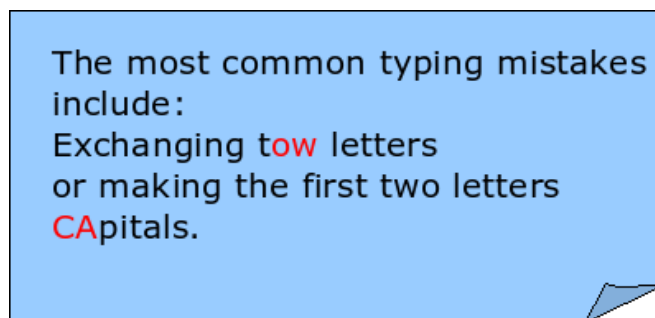 The most common typing mistakes
include:
Exchanging tow letters
or making the first two letters
CApitals.